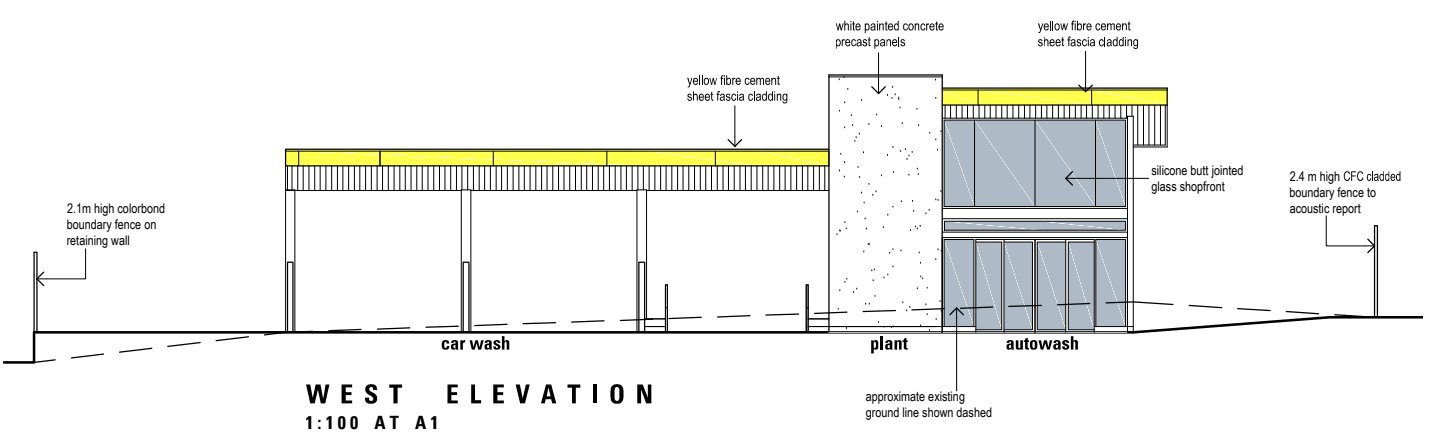 white painted concrete
precast panels
yellow fibre cement
sheet fascia cladding
yellow fibre cement
sheet fascia cladding
silicone butt jointed
glass shopfront
2.4 m high CFC cladded
boundary fence to
acoustic report
2.1m high colorbond
boundary fence on
retaining wall
car wash
plant
autowash
WEST ELEVATION
1:100 AT A1
approximate existing
ground line shown dashed